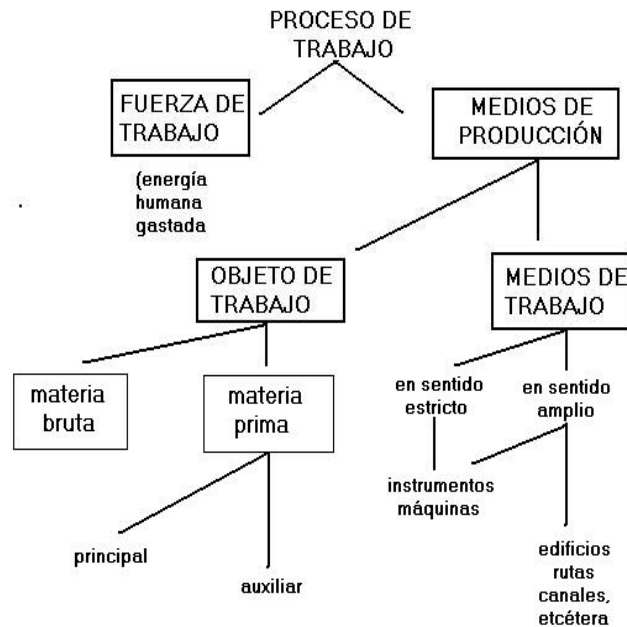 PROCESO DE
TRABAJO
FUERZA DE
TRABAJO
MEDIOS DE
PRODUCCIÓN
(energía
humana
gastada
OBJETO DE
TRABAJO
MEDIOS DE
TRABAJO
materia
bruta
materia
prima
en sentido
estricto
en sentido
amplio
instrumentos
máquinas
principal
auxiliar
edificios
rutas
canales,
etcétera